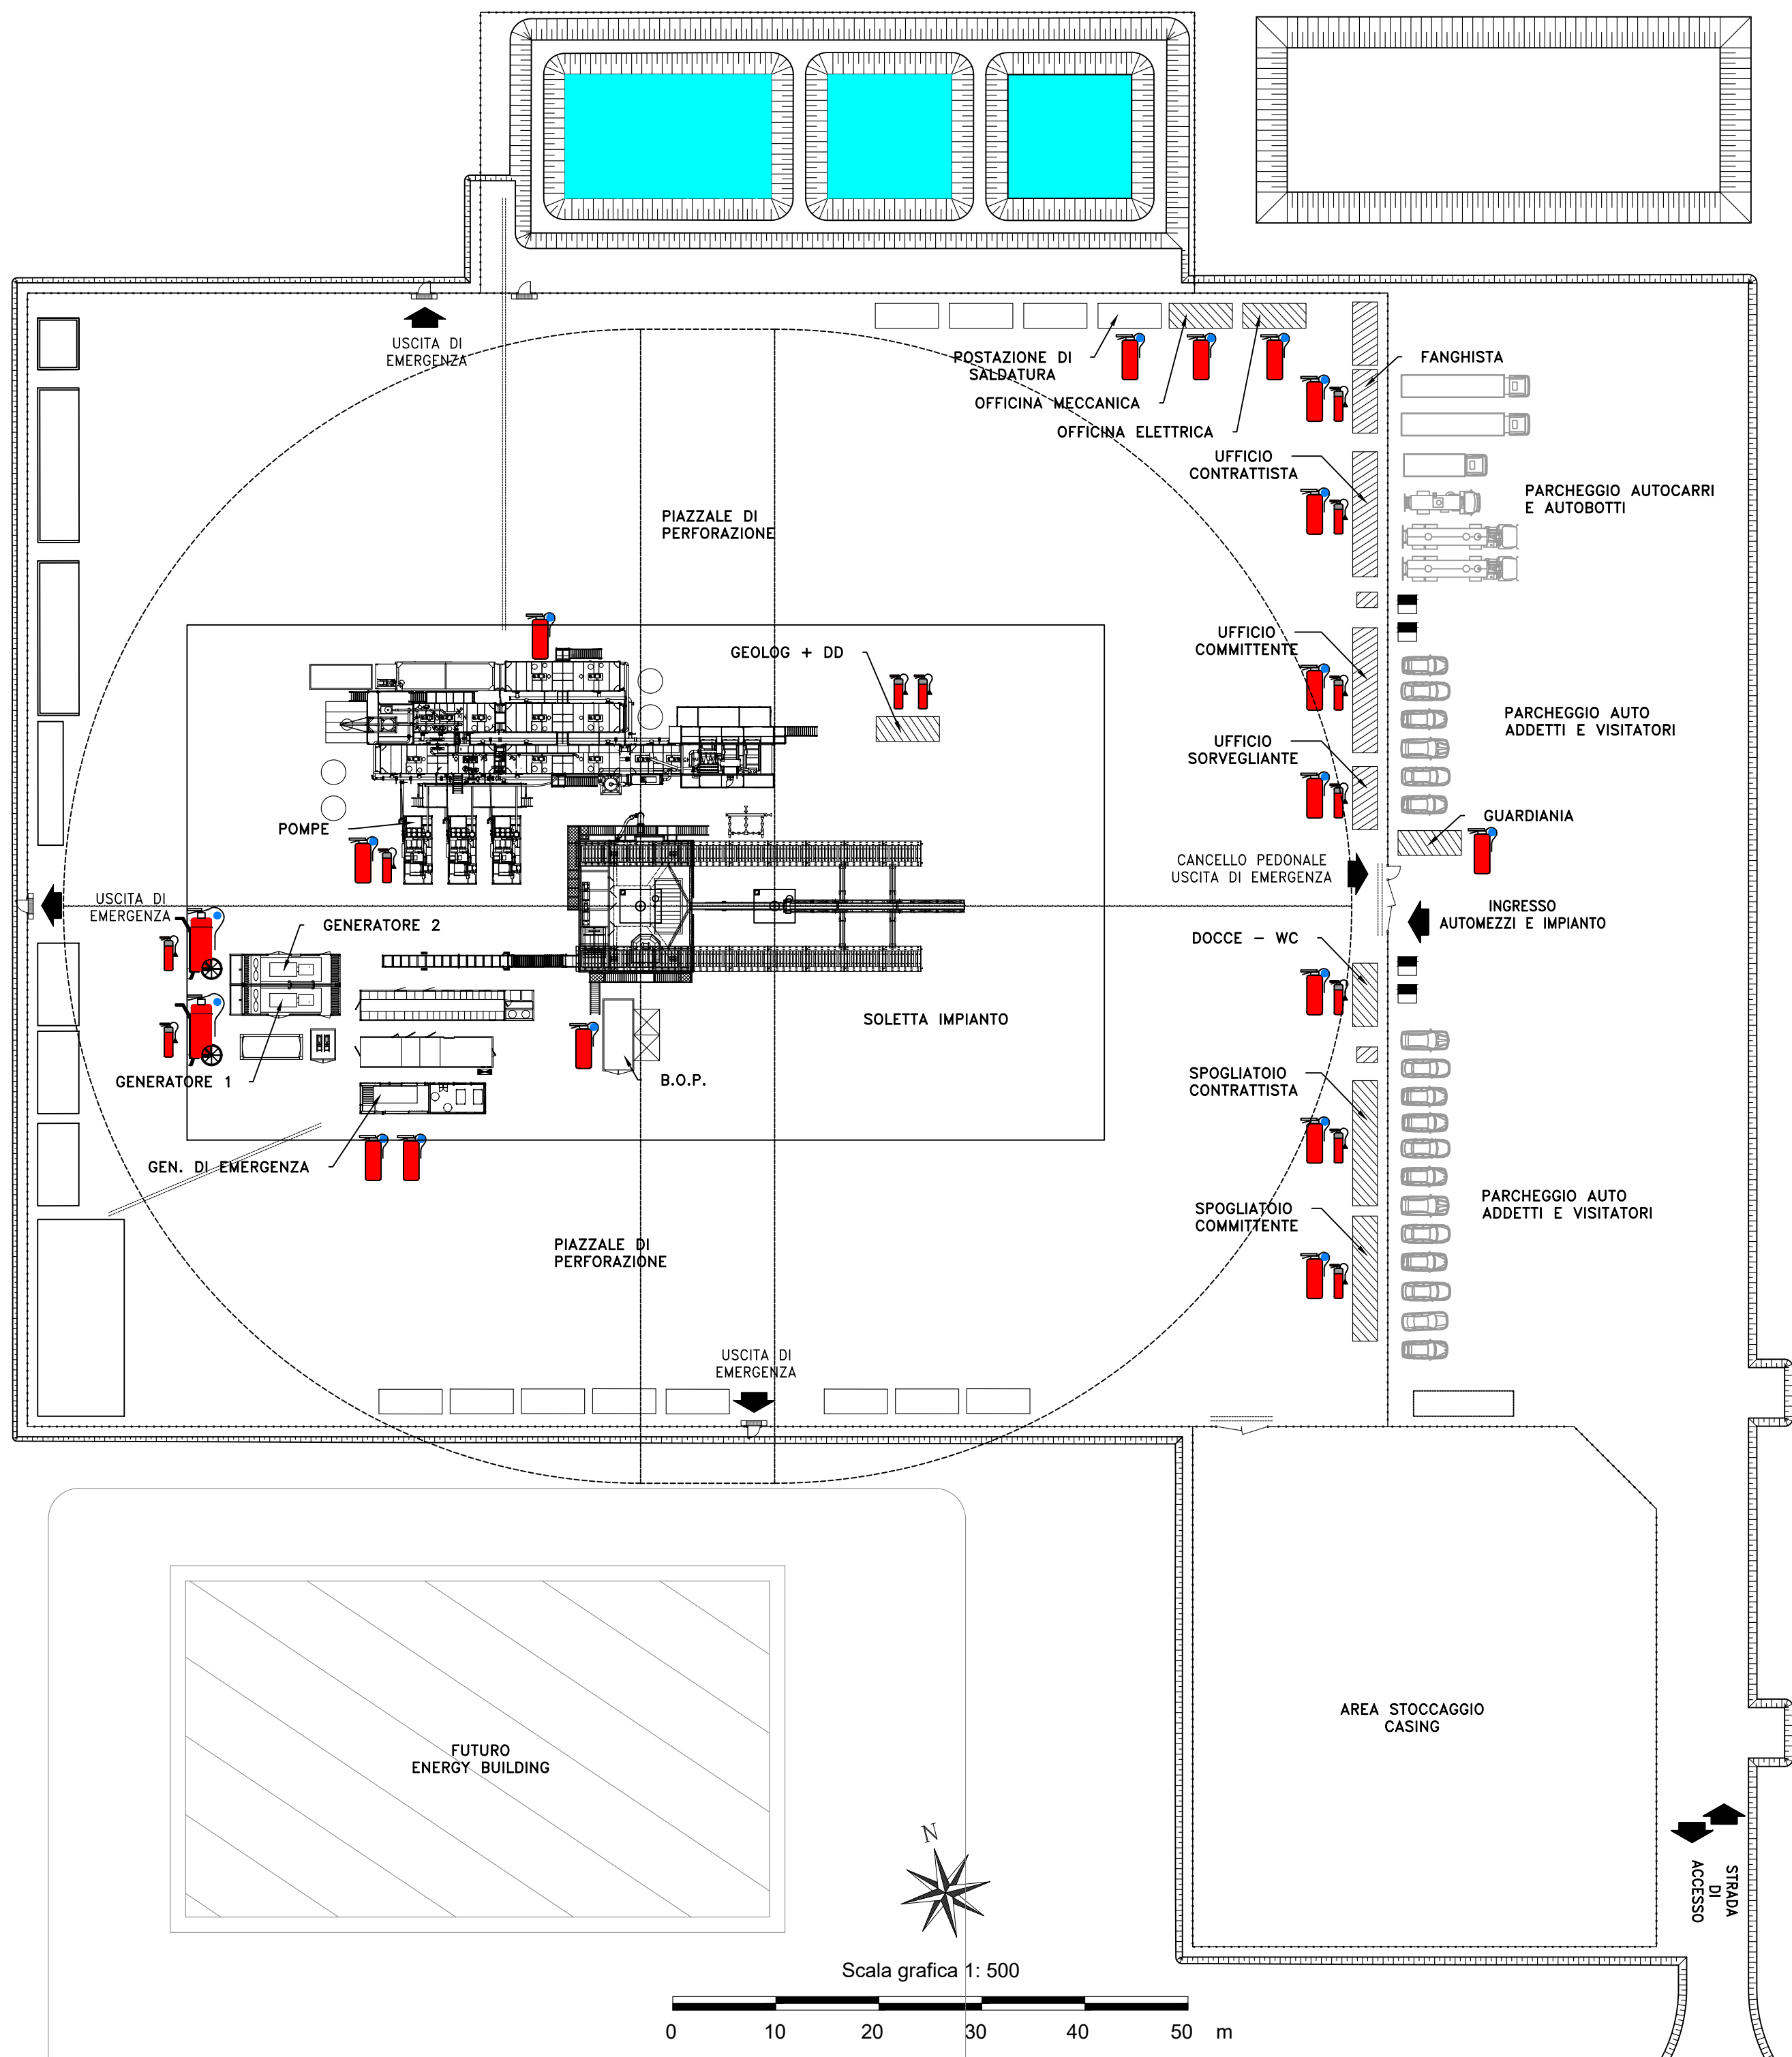 USCITA DI
EMERGENZA
POSTAZIONE DI
SALDATURA
OFFICINA MECCANICA
OFFICINA ELETTRICA
FANGHISTA
UFFICIO
CONTRATTISTA
PARCHEGGIO AUTOCARRI
E AUTOBOTTI
PIAZZALE DI
PERFORAZIONE
GEOLOG + DD
UFFICIO
COMMITTENTE
PARCHEGGIO AUTO
ADDETTI E VISITATORI
UFFICIO
SORVEGLIANTE
GUARDIANIA
POMPE
CANCELLO PEDONALE
USCITA DI EMERGENZA
USCITA DI
EMERGENZA
GENERATORE 2
INGRESSO
AUTOMEZZI E IMPIANTO
DOCCE - WC
SOLETTA IMPIANTO
GENERATORE 1
B.O.P.
SPOGLIATOIO
CONTRATTISTA
GEN. DI EMERGENZA
SPOGLIATOIO
COMMITTENTE
PARCHEGGIO AUTO
ADDETTI E VISITATORI
PIAZZALE DI
PERFORAZIONE
USCITA DI
EMERGENZA
AREA STOCCAGGIO
CASING
FUTURO
ENERGY BUILDING
STRADA
DI
ACCESSO
N
Scala grafica 1: 500
0 10 20 30 40 50 m